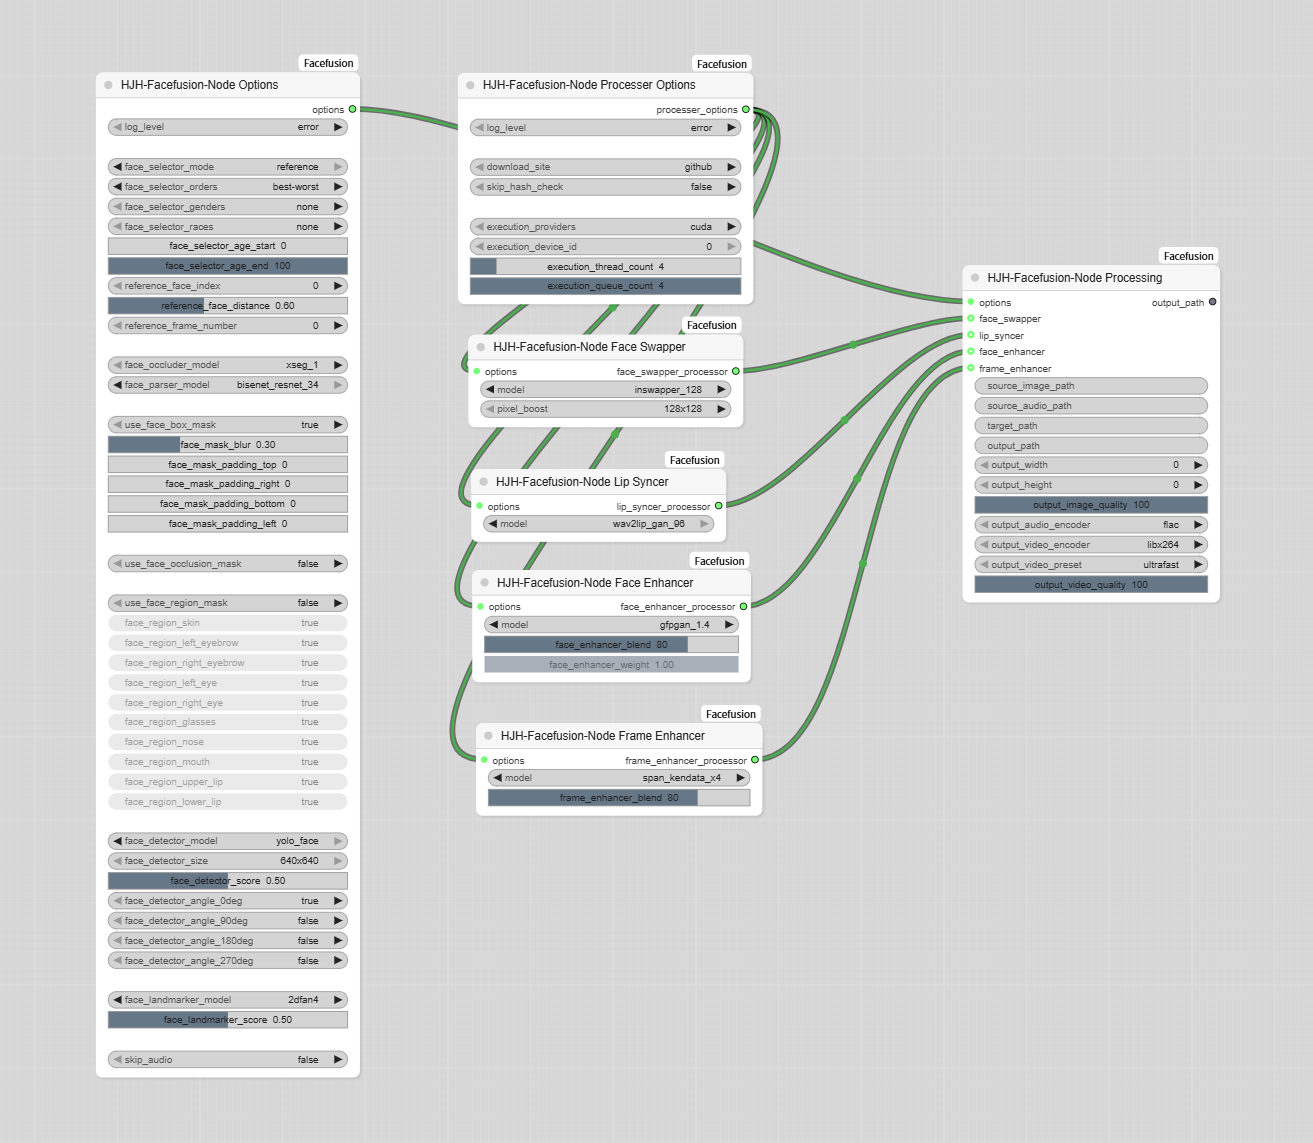 Facefusion
HJH-Facefusion-Node Options
options
log_level error
face_selector_mode reference
face_selector_orders best-worst
face_selector_genders none
face_selector_races none
face_selector_age_start 0
face_selector_age_end 100
reference_face_index 0
reference_face_distance 0.60
reference_frame_number 0
face_occluder_model xseg_1
face_parser_model bisenet_resnet_34
use_face_box_mask true
face_mask_blur 0.30
face_mask_padding_top 0
face_mask_padding_right 0
face_mask_padding_bottom 0
face_mask_padding_left 0
use_face_occlusion_mask false
use_face_region_mask false
face_region_skin true
face_region_left_eyebrow true
face_region_right_eyebrow true
face_region_left_eye true
face_region_right_eye true
face_region_glasses true
face_region_nose true
face_region_mouth true
face_region_upper_lip true
face_region_lower_lip true
face_detector_model yolo_face
face_detector_size 640x640
face_detector_score 0.50
face_detector_angle_0deg true
face_detector_angle_90deg false
face_detector_angle_180deg false
face_detector_angle_270deg false
face_landmarker_model 2dfan4
face_landmarker_score 0.50
skip_audio false
Facefusion
HJH-Facefusion-Node Processer Options
processer_options
log_level error
download_site github
skip_hash_check false
execution_providers cuda
execution_device_id 0
execution_thread_count 4
execution_queue_count 4
Facefusion
HJH-Facefusion-Node Face Swapper
options face_swapper_processor
model inswapper_128
pixel_boost 128x128
Facefusion
HJH-Facefusion-Node Lip Syncer
options lip_syncer_processor
model wav2lip_gan_96
Facefusion
HJH-Facefusion-Node Face Enhancer
options face_enhancer_processor
model gfpgan_1.4
face_enhancer_blend 80
face_enhancer_weight 1.00
Facefusion
HJH-Facefusion-Node Frame Enhancer
options frame_enhancer_processor
model span_kendata_x4
frame_enhancer_blend 80
Facefusion
HJH-Facefusion-Node Processing
options output_path
face_swapper
lip_syncer
face_enhancer
frame_enhancer
source_image_path
source_audio_path
target_path
output_path
output_width 0
output_height 0
output_image_quality 100
output_audio_encoder flac
output_video_encoder libx264
output_video_preset ultrafast
output_video_quality 100